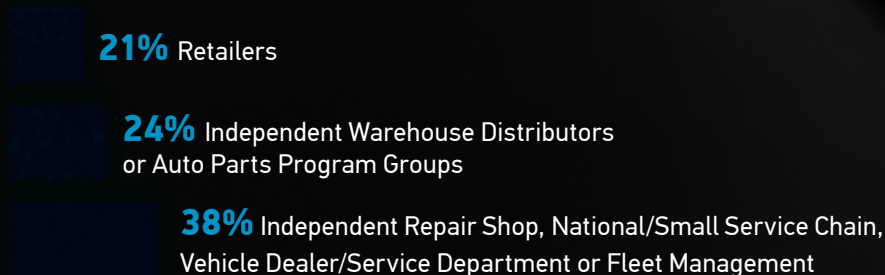 21% Retailers
24% Independent Warehouse Distributors
or Auto Parts Program Groups
38% Independent Repair Shop, National/Small Service Chain,
Vehicle Dealer/Service Department or Fleet Management